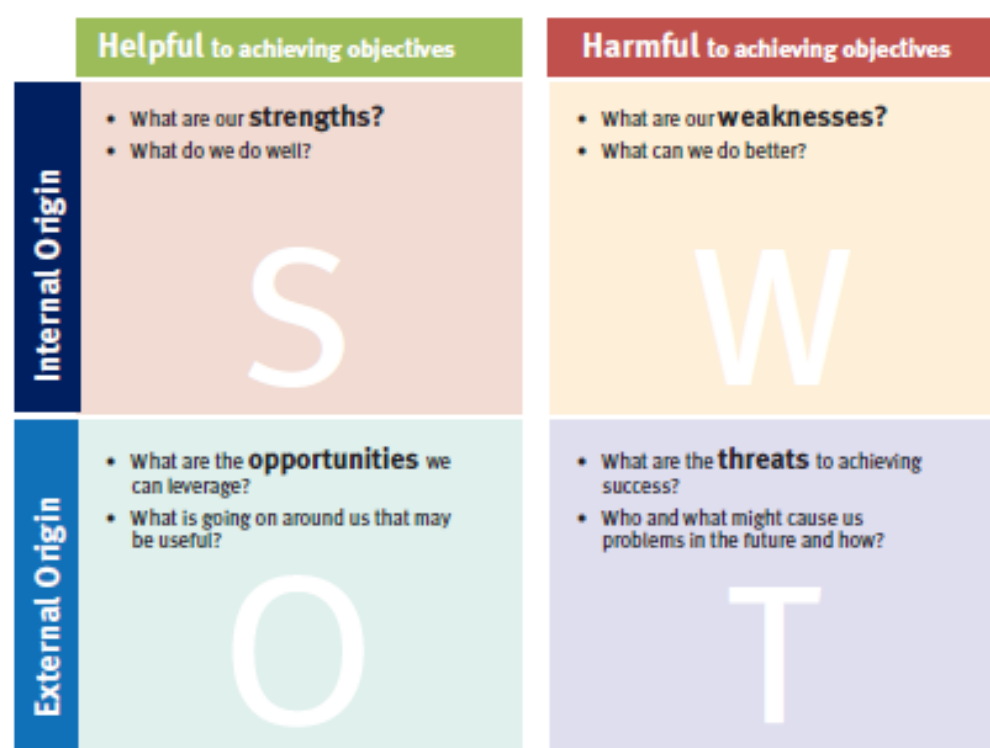 Helpful to achieving objectives
Harmful to achieving objectives
Internal Origin
• What are our strengths?
• What do we do well?
S
• What are our weaknesses?
• What can we do better?
W
External Origin
• What are the opportunities we
can leverage?
• What is going on around us that may
be useful?
O
• What are the threats to achieving
success?
• Who and what might cause us
problems in the future and how?
T